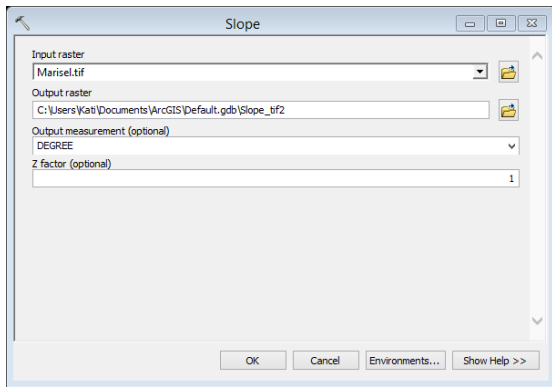 Slope
Input raster
Marisel.tif
Output raster
C:\Users\Kati\Documents\ArcGIS\Default.gdb\Slope_tif2
Output measurement (optional)
DEGREE
Z factor (optional)
1
OK Cancel Environments... Show Help >>